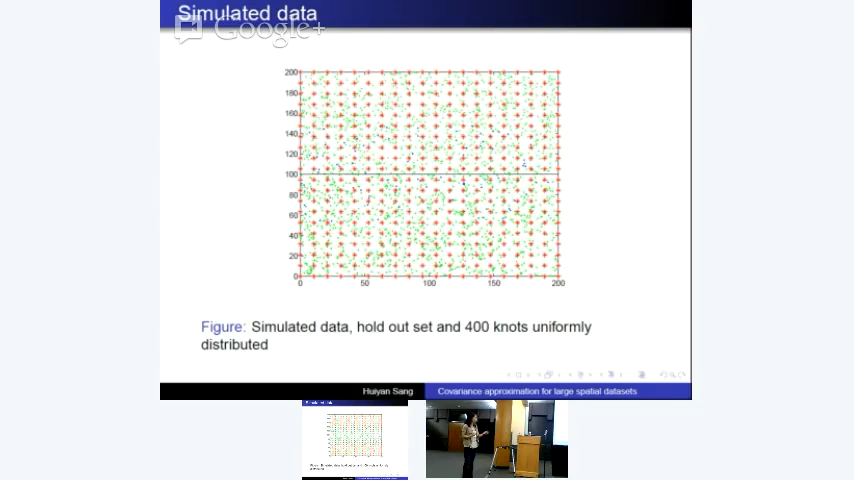 Simulated data
Google+
200
180
160
140
120
100
80
60
40
20
0
0 50 100 150 200
Figure: Simulated data, hold out set and 400 knots uniformly
distributed
Huiyan Sang Covariance approximation for large spatial datasets